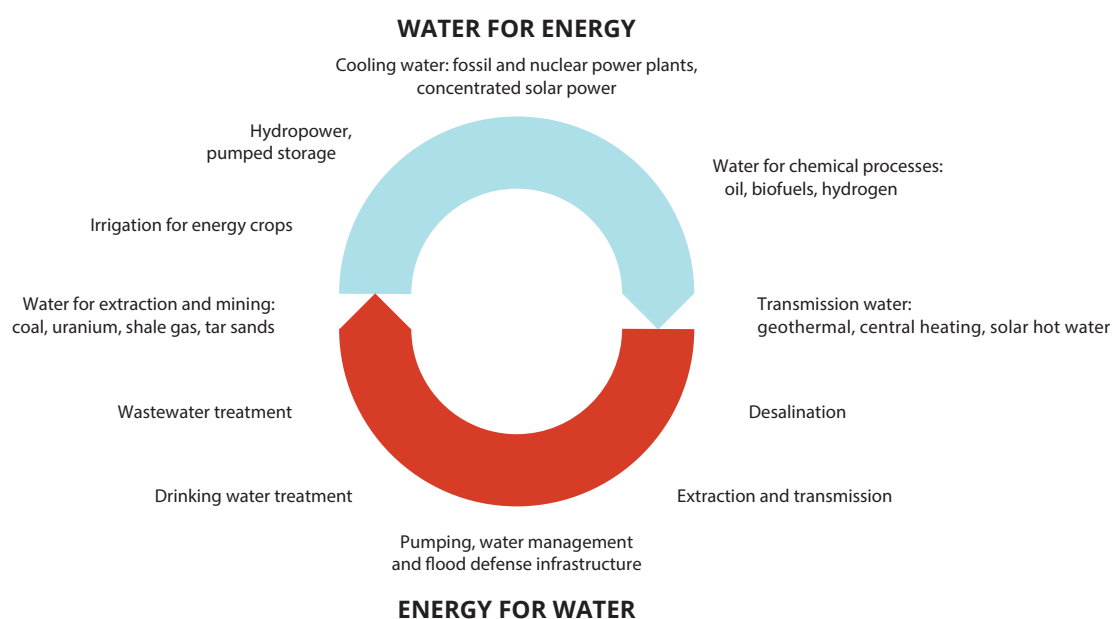 WATER FOR ENERGY
Cooling water: fossil and nuclear power plants,
concentrated solar power
Hydropower,
pumped storage
Water for chemical processes:
oil, biofuels, hydrogen
Irrigation for energy crops
Water for extraction and mining:
coal, uranium, shale gas, tar sands
Transmission water:
geothermal, central heating, solar hot water
Wastewater treatment
Desalination
Drinking water treatment
Extraction and transmission
Pumping, water management
and flood defense infrastructure
ENERGY FOR WATER